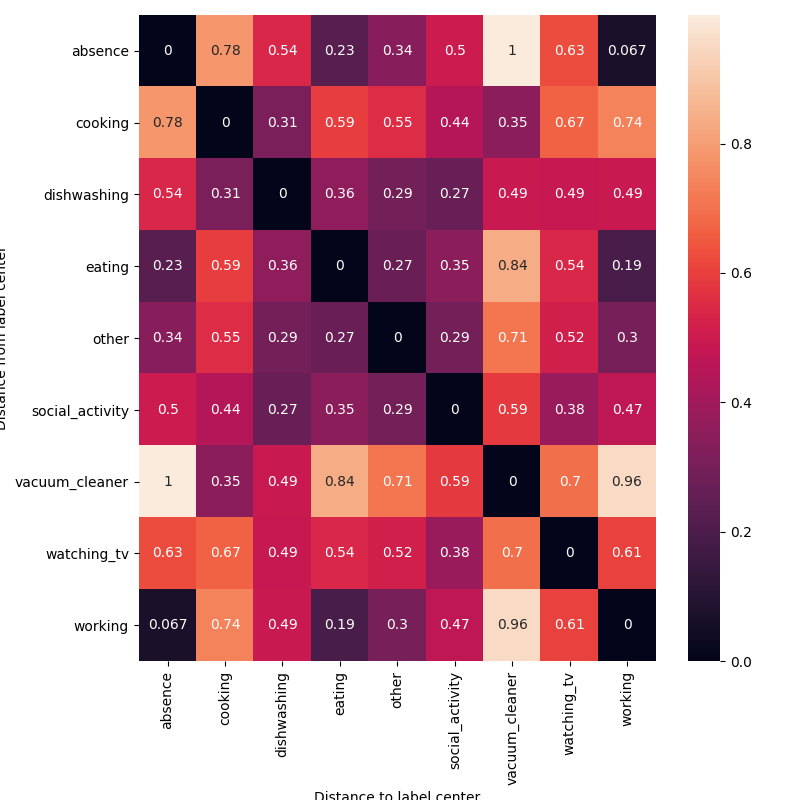 absence 0 0.78 0.54 0.23 0.34 0.5 1 0.63 0.067
cooking 0.78 0 0.31 0.59 0.55 0.44 0.35 0.67 0.74
dishwashing 0.54 0.31 0 0.36 0.29 0.27 0.49 0.49 0.49
eating 0.23 0.59 0.36 0 0.27 0.35 0.84 0.54 0.19
other 0.34 0.55 0.29 0.27 0 0.29 0.71 0.52 0.3
social_activity 0.5 0.44 0.27 0.35 0.29 0 0.59 0.38 0.47
vacuum_cleaner 1 0.35 0.49 0.84 0.71 0.59 0 0.7 0.96
watching_tv 0.63 0.67 0.49 0.54 0.52 0.38 0.7 0 0.61
working 0.067 0.74 0.49 0.19 0.3 0.47 0.96 0.61 0
absence cooking dishwashing eating other social_activity vacuum_cleaner watching_tv working
Distance to label center
Distance from label center
0.8
0.6
0.4
0.2
0.0